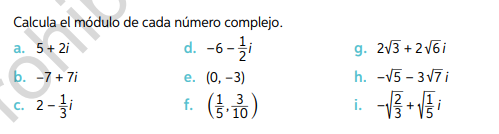 Calcula el módulo de cada número complejo.
a. 5 + 2i d. −6 − 1/2 i g. 2√3 + 2√6 i
b. −7 + 7i e. (0, −3) h. −√5 − 3√7 i
c. 2 − 1/3 i f. (1/5, 3/10) i. −√(2/3) + √(1/5) i